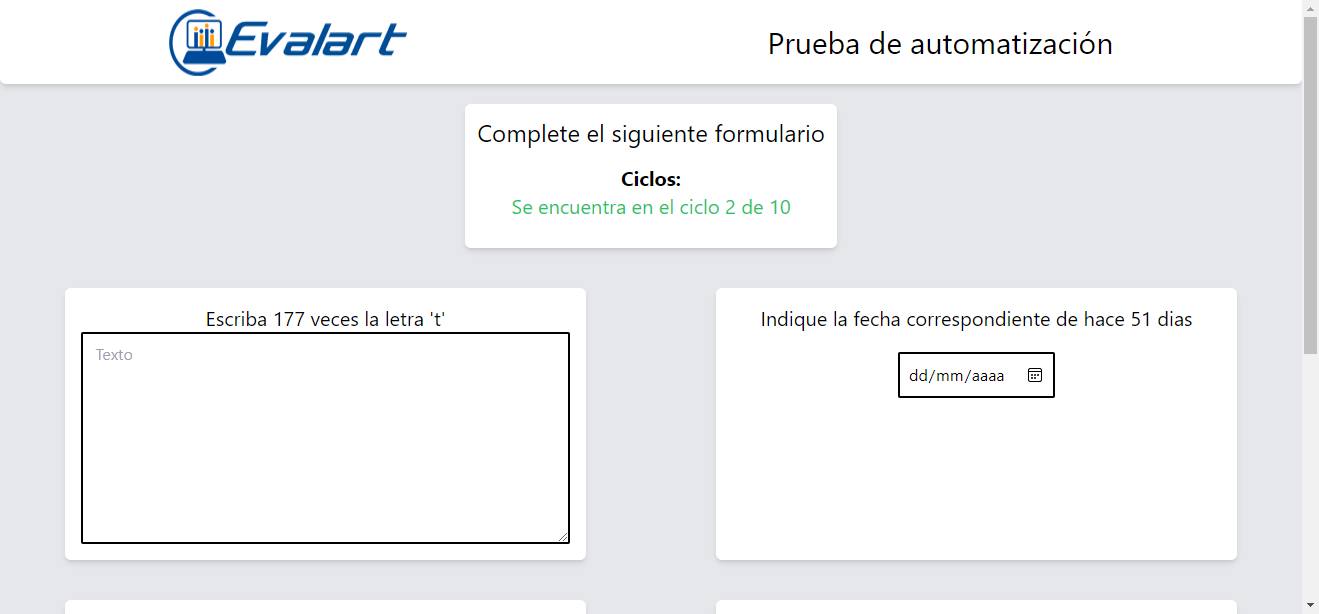 Evalart
Prueba de automatización
Complete el siguiente formulario
Ciclos:
Se encuentra en el ciclo 2 de 10
Escriba 177 veces la letra 't'
Texto
Indique la fecha correspondiente de hace 51 dias
dd/mm/aaaa